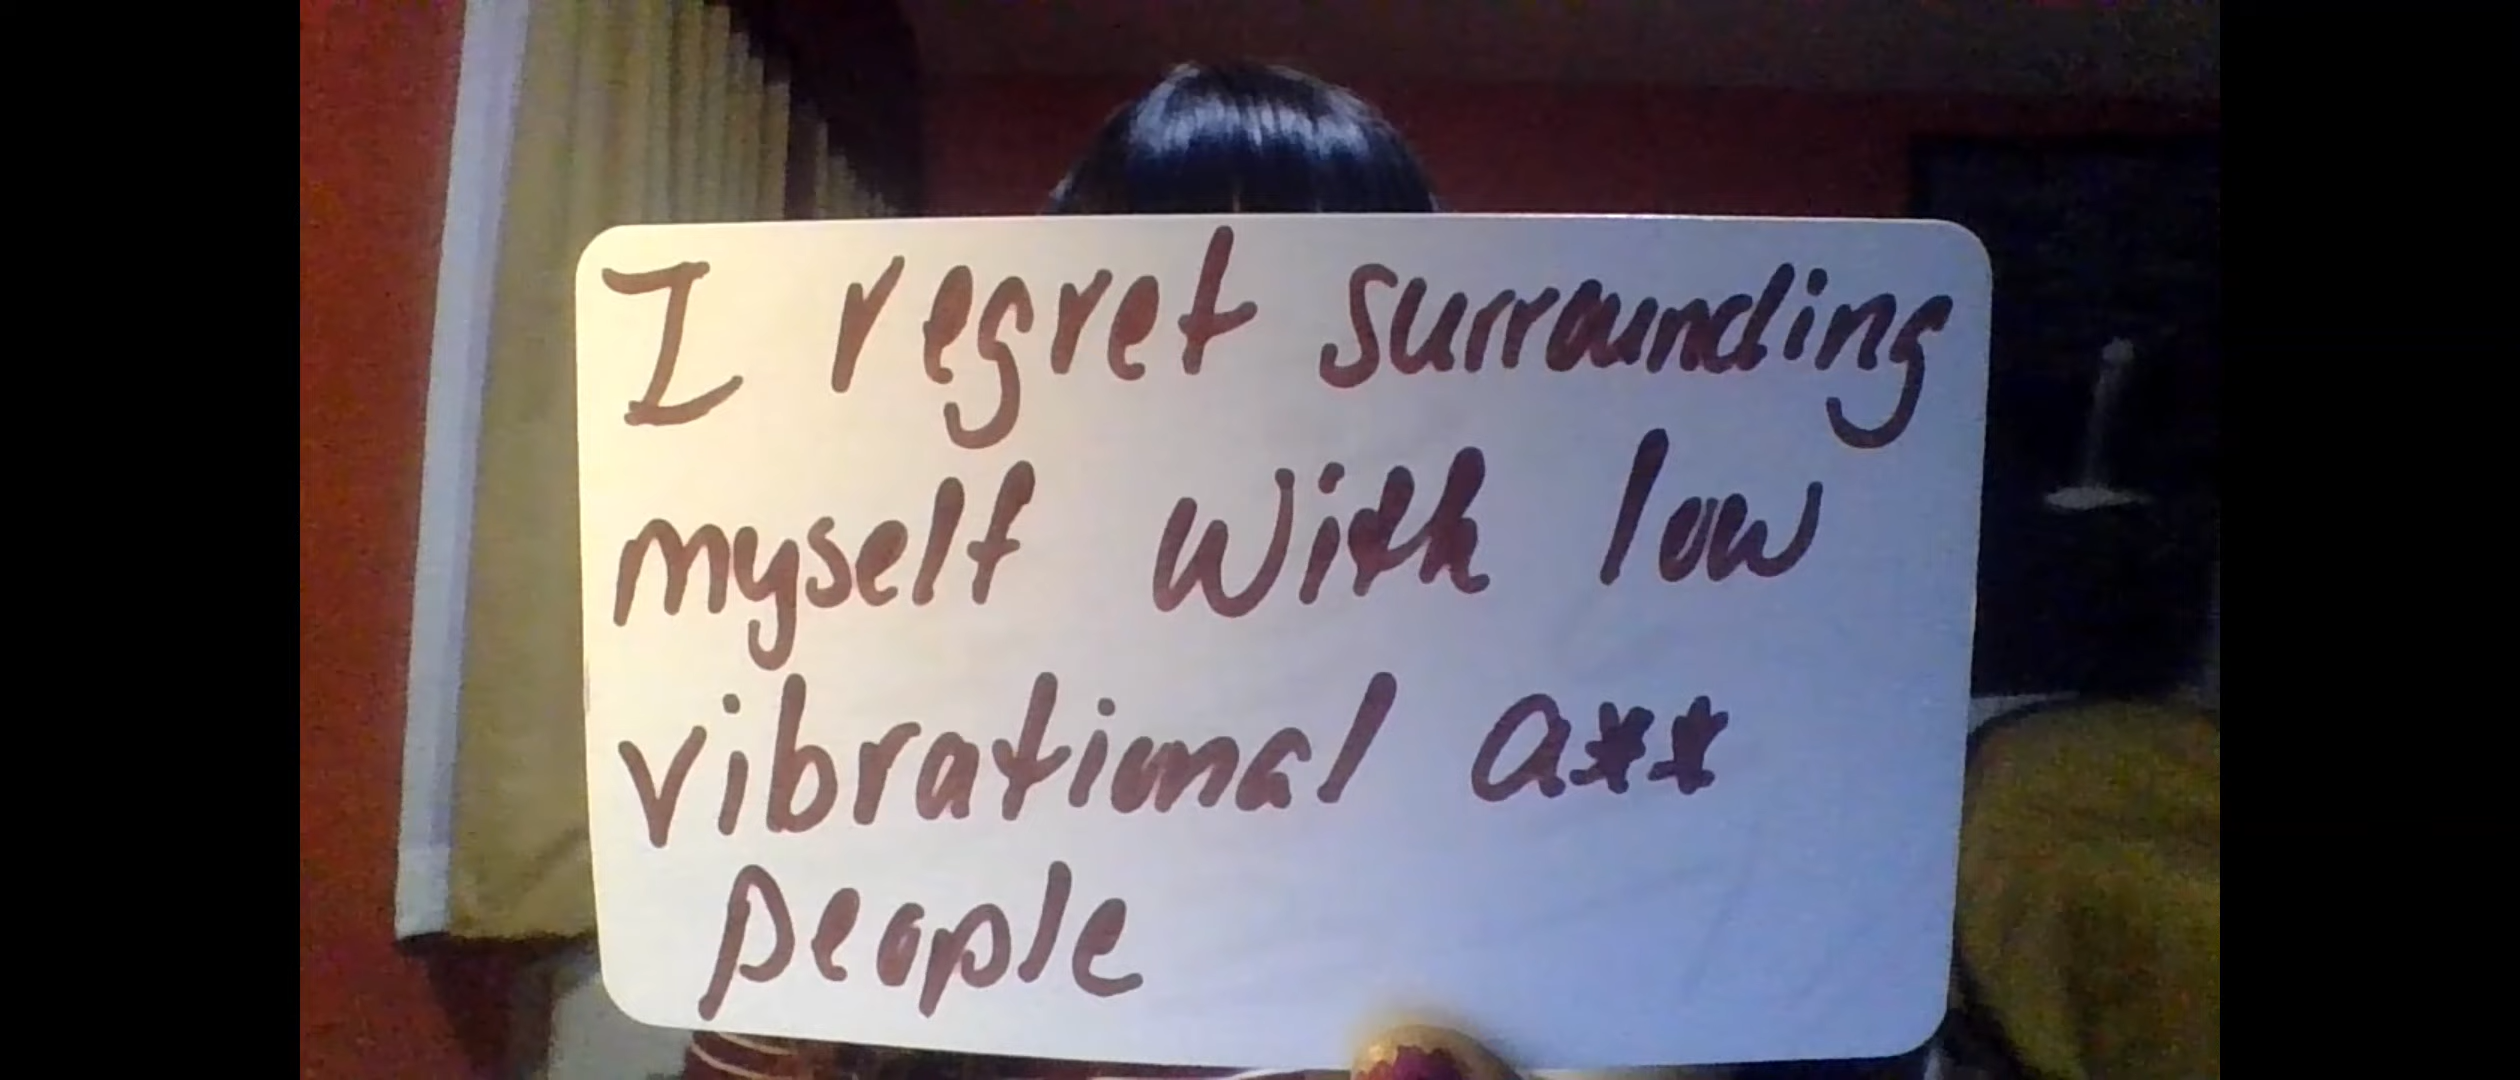 I regret surrounding
myself with low
vibrational a**
people